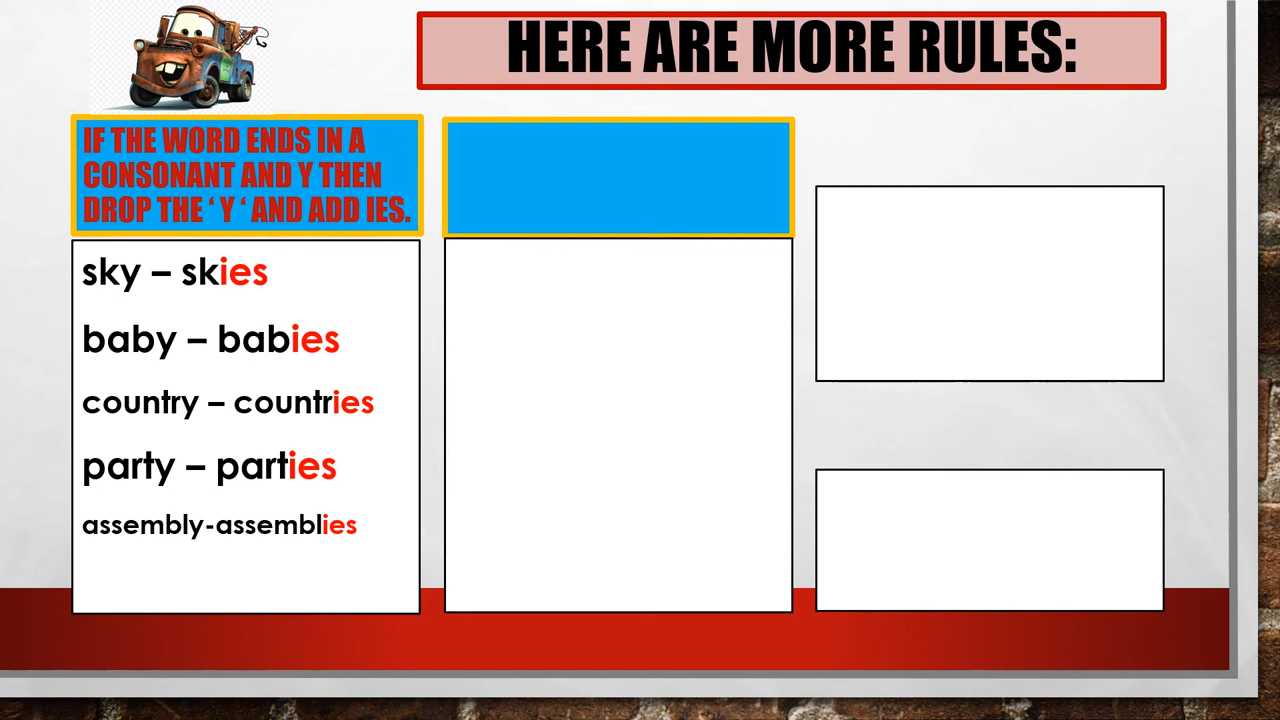 HERE ARE MORE RULES:
IF THE WORD ENDS IN A
CONSONANT AND Y THEN
DROP THE ‘ Y ‘ AND ADD IES.
sky – skies
baby – babies
country – countries
party – parties
assembly-assemblies